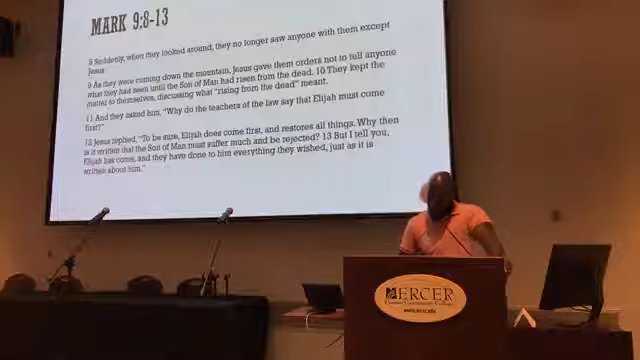 MARK 9:8-13
8 Suddenly, when they looked around, they no longer saw anyone with them except
Jesus
9 As they were coming down the mountain, Jesus gave them orders not to tell anyone
what they had seen until the Son of Man had risen from the dead. 10 They kept the
matter to themselves, discussing what "rising from the dead" meant.
11 And they asked him, "Why do the teachers of the law say that Elijah must come
first?"
12 Jesus replied, "To be sure, Elijah does come first, and restores all things. Why then
is it written that the Son of Man must suffer much and be rejected? 13 But I tell you,
Elijah has come, and they have done to him everything they wished, just as it is
written about him."
MERCER
County Community College
www.mccc.edu